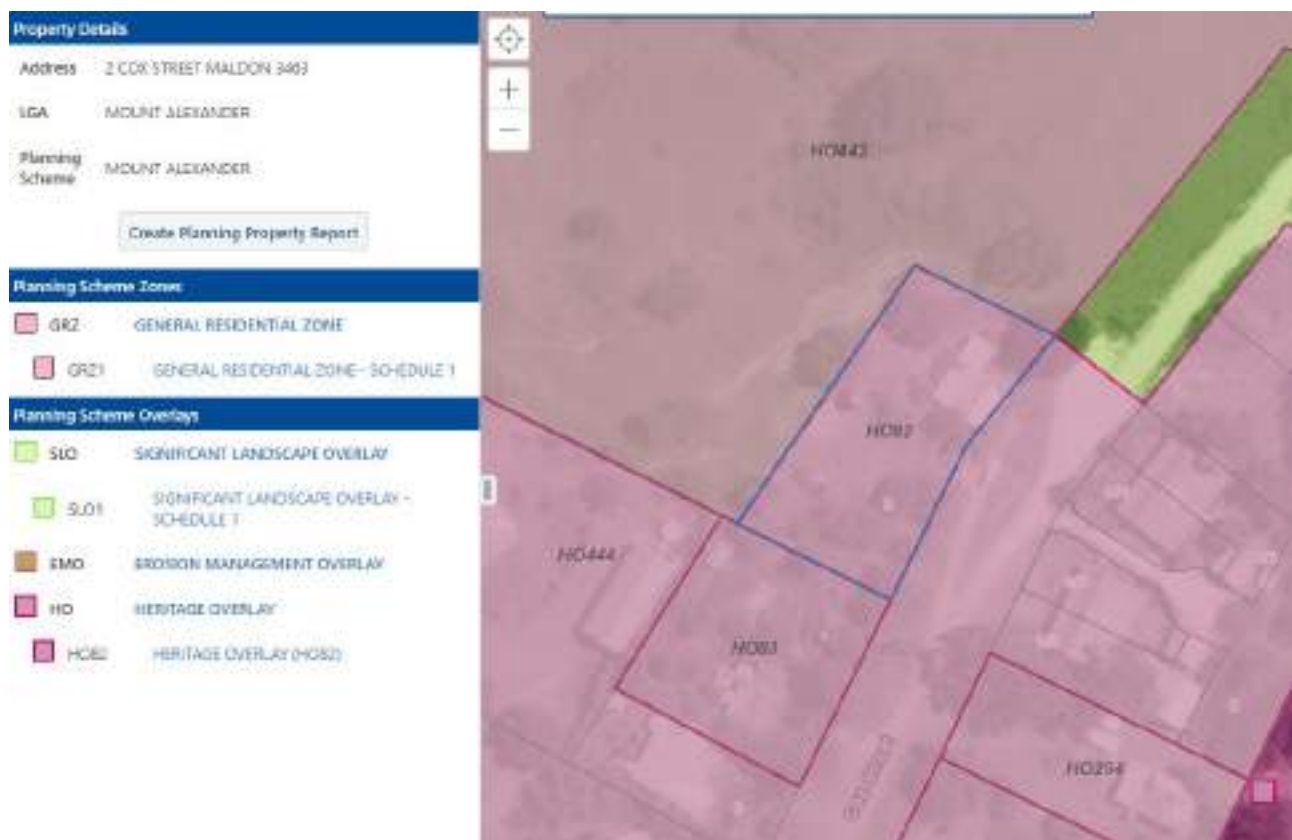 Property Details
Address 2 COX STREET MALDON 3463
LGA MOUNT ALEXANDER
Planning
Scheme MOUNT ALEXANDER
Create Planning Property Report
Planning Scheme Zones
GRZ GENERAL RESIDENTIAL ZONE
GRZ1 GENERAL RESIDENTIAL ZONE - SCHEDULE 1
Planning Scheme Overlays
SLO SIGNIFICANT LANDSCAPE OVERLAY
SLO1 SIGNIFICANT LANDSCAPE OVERLAY -
SCHEDULE 1
EMO EROSION MANAGEMENT OVERLAY
HO HERITAGE OVERLAY
HO82 HERITAGE OVERLAY (HO82)
HO443
HO82
HO444
HO83
HO254